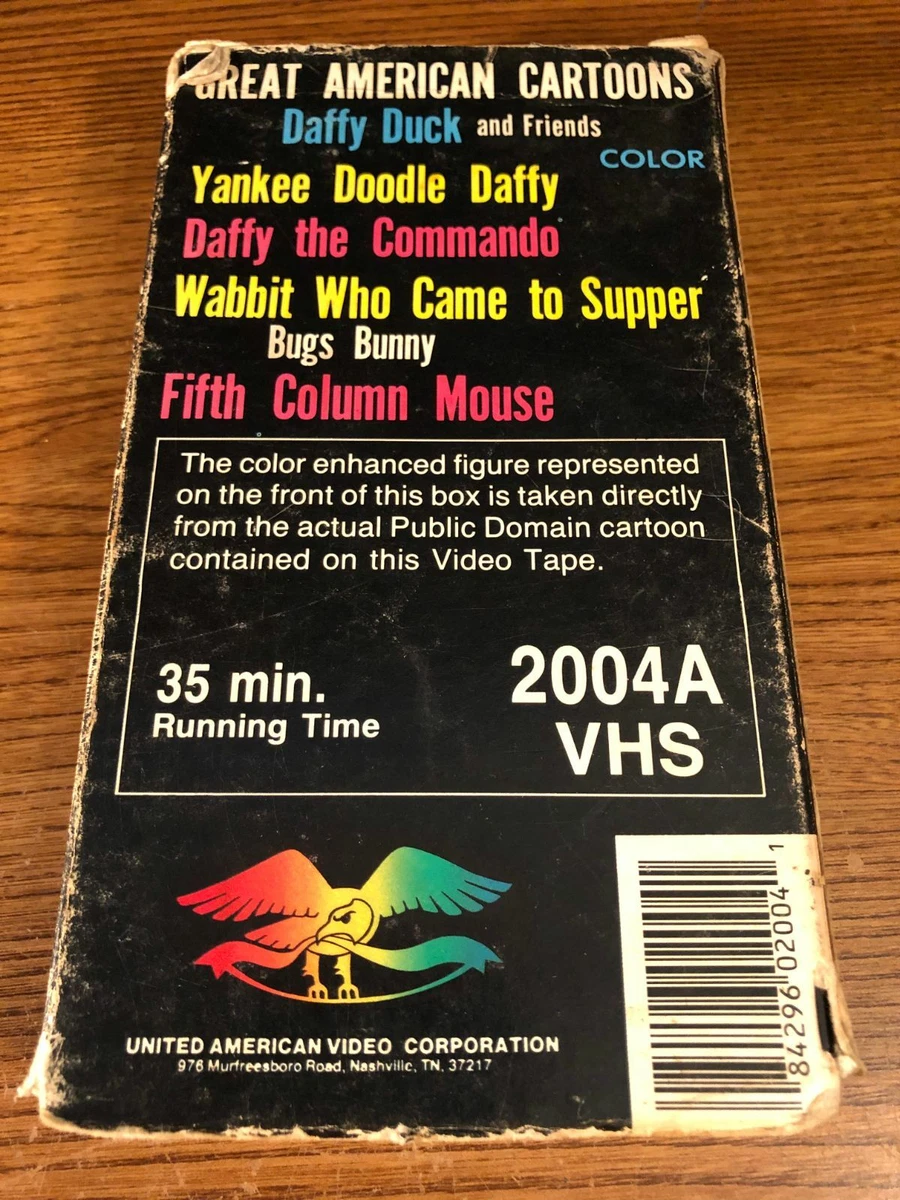 GREAT AMERICAN CARTOONS
Daffy Duck and Friends
COLOR
Yankee Doodle Daffy
Daffy the Commando
Wabbit Who Came to Supper
Bugs Bunny
Fifth Column Mouse
The color enhanced figure represented
on the front of this box is taken directly
from the actual Public Domain cartoon
contained on this Video Tape.
35 min.
Running Time
2004A
VHS
UNITED AMERICAN VIDEO CORPORATION
976 Murfreesboro Road, Nashville, TN. 37217
84296 02004 1